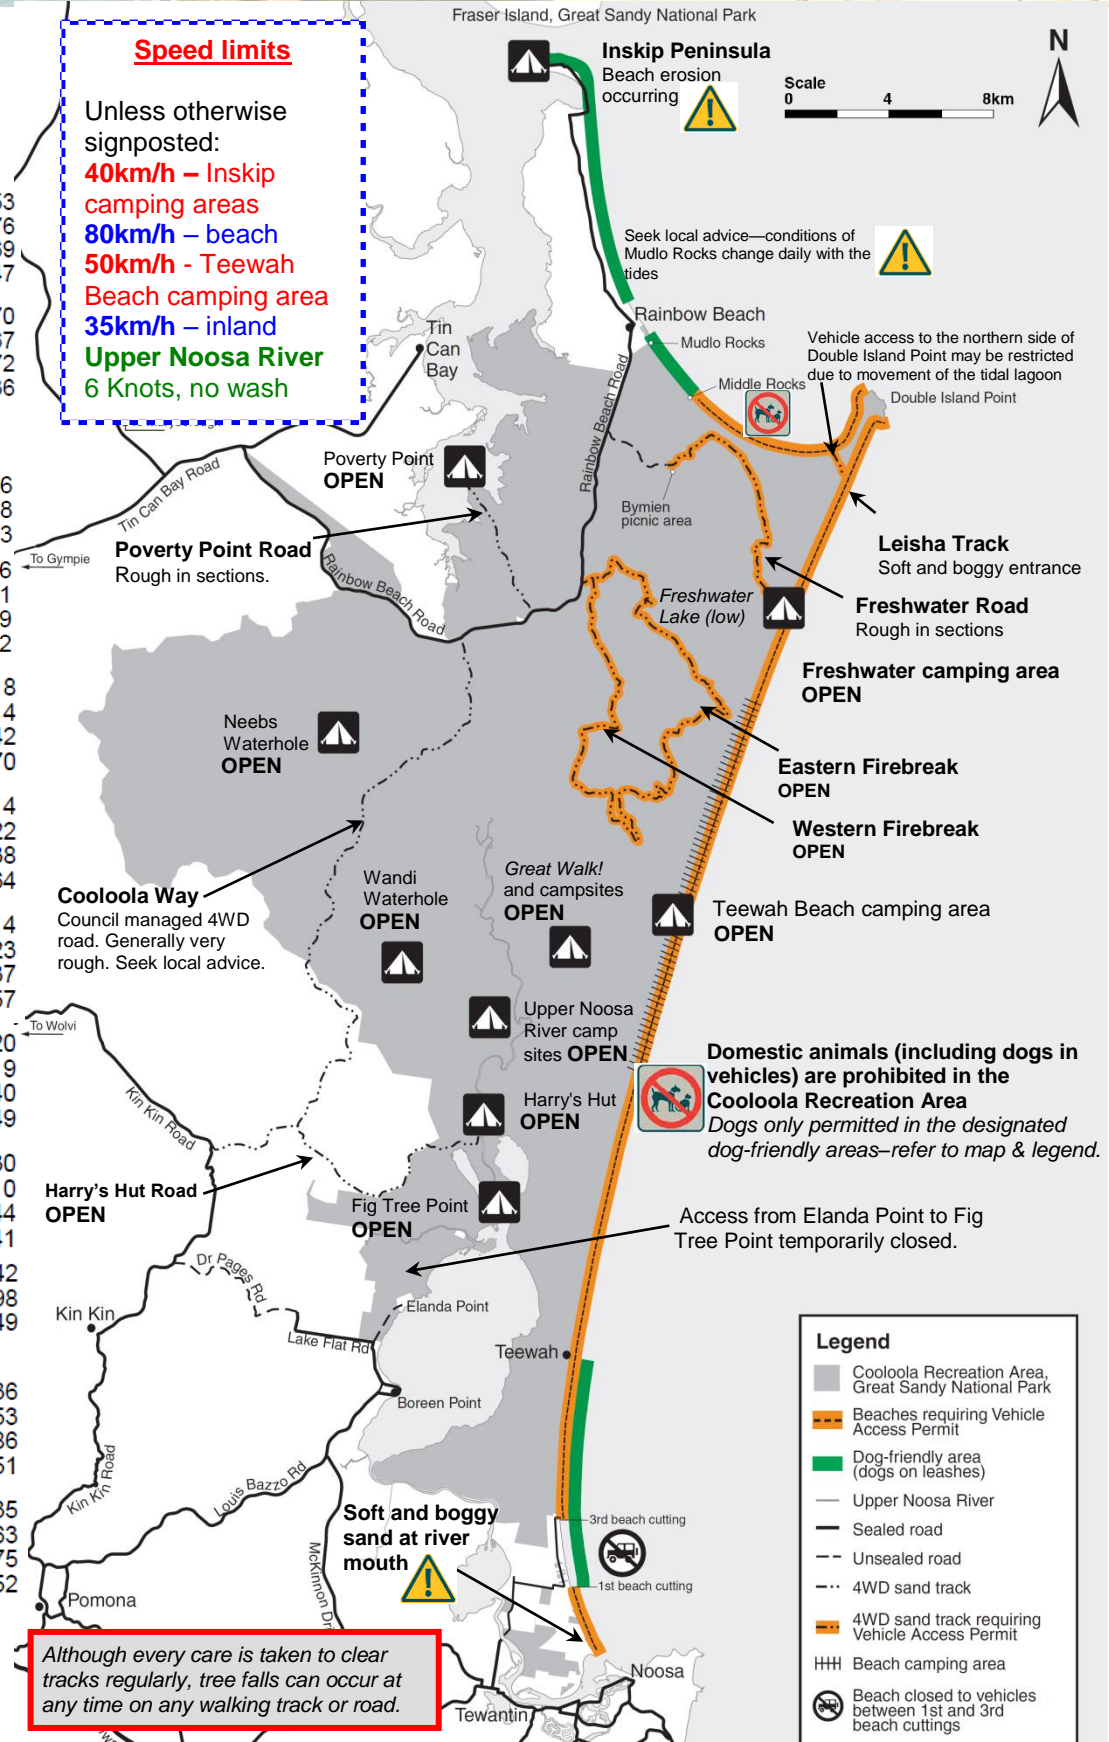 Fraser Island, Great Sandy National Park
Speed limits
Unless otherwise
signposted:
40km/h – Inskip
camping areas
80km/h – beach
50km/h - Teewah
Beach camping area
35km/h – inland
Upper Noosa River
6 Knots, no wash
Inskip Peninsula
Beach erosion
occurring
Scale
0 4 8km
N
Seek local advice—conditions of
Mudlo Rocks change daily with the
tides
Rainbow Beach
Mudlo Rocks
Middle Rocks
Vehicle access to the northern side of
Double Island Point may be restricted
due to movement of the tidal lagoon
Double Island Point
Tin
Can
Bay
Rainbow Beach Road
Tin Can Bay Road
To Gympie
Poverty Point
OPEN
Poverty Point Road
Rough in sections.
Rainbow Beach Road
Bymien
picnic area
Leisha Track
Soft and boggy entrance
Freshwater
Lake (low)
Freshwater Road
Rough in sections
Freshwater camping area
OPEN
Neebs
Waterhole
OPEN
Eastern Firebreak
OPEN
Western Firebreak
OPEN
Cooloola Way
Council managed 4WD
road. Generally very
rough. Seek local advice.
Wandi
Waterhole
OPEN
Great Walk!
and campsites
OPEN
Teewah Beach camping area
OPEN
Upper Noosa
River camp
sites OPEN
To Wolvi
Kin Kin Road
Domestic animals (including dogs in
vehicles) are prohibited in the
Cooloola Recreation Area
Dogs only permitted in the designated
dog-friendly areas–refer to map & legend.
Harry's Hut
OPEN
Harry's Hut Road
OPEN
Fig Tree Point
OPEN
Access from Elanda Point to Fig
Tree Point temporarily closed.
Dr Pages Rd
Kin Kin
Elanda Point
Lake Flat Rd
Teewah
Boreen Point
Kin Kin Road
Louis Bazzo Rd
McKinnon Dri
Soft and boggy
sand at river
mouth
3rd beach cutting
1st beach cutting
Pomona
Noosa
Tewantin
Although every care is taken to clear
tracks regularly, tree falls can occur at
any time on any walking track or road.
Legend
Cooloola Recreation Area,
Great Sandy National Park
Beaches requiring Vehicle
Access Permit
Dog-friendly area
(dogs on leashes)
Upper Noosa River
Sealed road
Unsealed road
4WD sand track
4WD sand track requiring
Vehicle Access Permit
Beach camping area
Beach closed to vehicles
between 1st and 3rd
beach cuttings